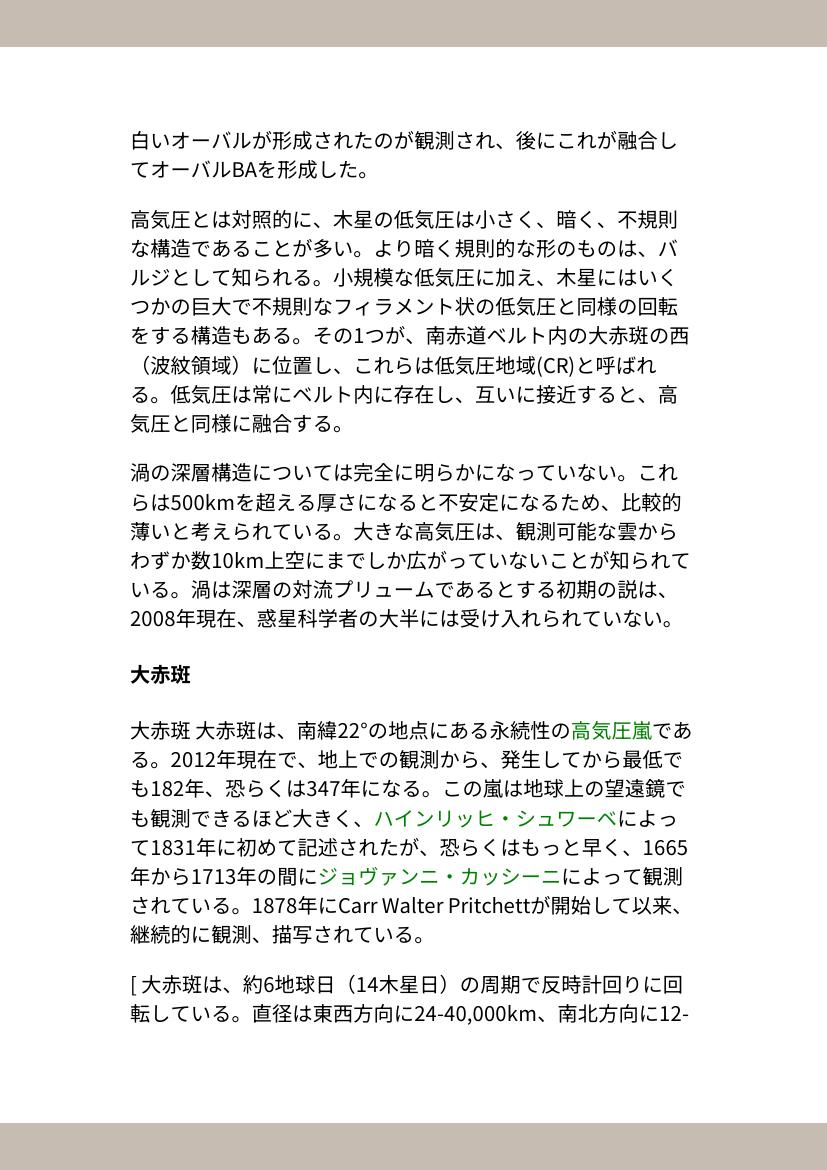 白いオーバルが形成されたのが観測され、後にこれが融合し
てオーバルBAを形成した。
高気圧とは対照的に、木星の低気圧は小さく、暗く、不規則
な構造であることが多い。より暗く規則的な形のものは、バ
ルジとして知られる。小規模な低気圧に加え、木星にはいく
つかの巨大で不規則なフィラメント状の低気圧と同様の回転
をする構造もある。その1つが、南赤道ベルト内の大赤斑の西
（波紋領域）に位置し、これらは低気圧地域(CR)と呼ばれ
る。低気圧は常にベルト内に存在し、互いに接近すると、高
気圧と同様に融合する。
渦の深層構造については完全に明らかになっていない。これ
らは500kmを超える厚さになると不安定になるため、比較的
薄いと考えられている。大きな高気圧は、観測可能な雲から
わずか数10km上空にまでしか広がっていないことが知られて
いる。渦は深層の対流プリュームであるとする初期の説は、
2008年現在、惑星科学者の大半には受け入れられていない。
大赤斑
大赤斑 大赤斑は、南緯22°の地点にある永続性の高気圧嵐であ
る。2012年現在で、地上での観測から、発生してから最低で
も182年、恐らくは347年になる。この嵐は地球上の望遠鏡で
も観測できるほど大きく、ハインリッヒ・シュワーベによっ
て1831年に初めて記述されたが、恐らくはもっと早く、1665
年から1713年の間にジョヴァンニ・カッシーニによって観測
されている。1878年にCarr Walter Pritchettが開始して以来、
継続的に観測、描写されている。
[ 大赤斑は、約6地球日（14木星日）の周期で反時計回りに回
転している。直径は東西方向に24-40,000km、南北方向に12-